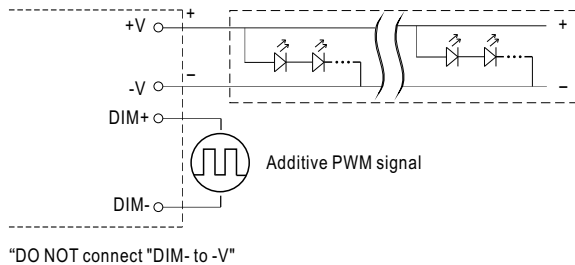 +V + +
-V − −
DIM+
Additive PWM signal
DIM-
“DO NOT connect "DIM- to -V"